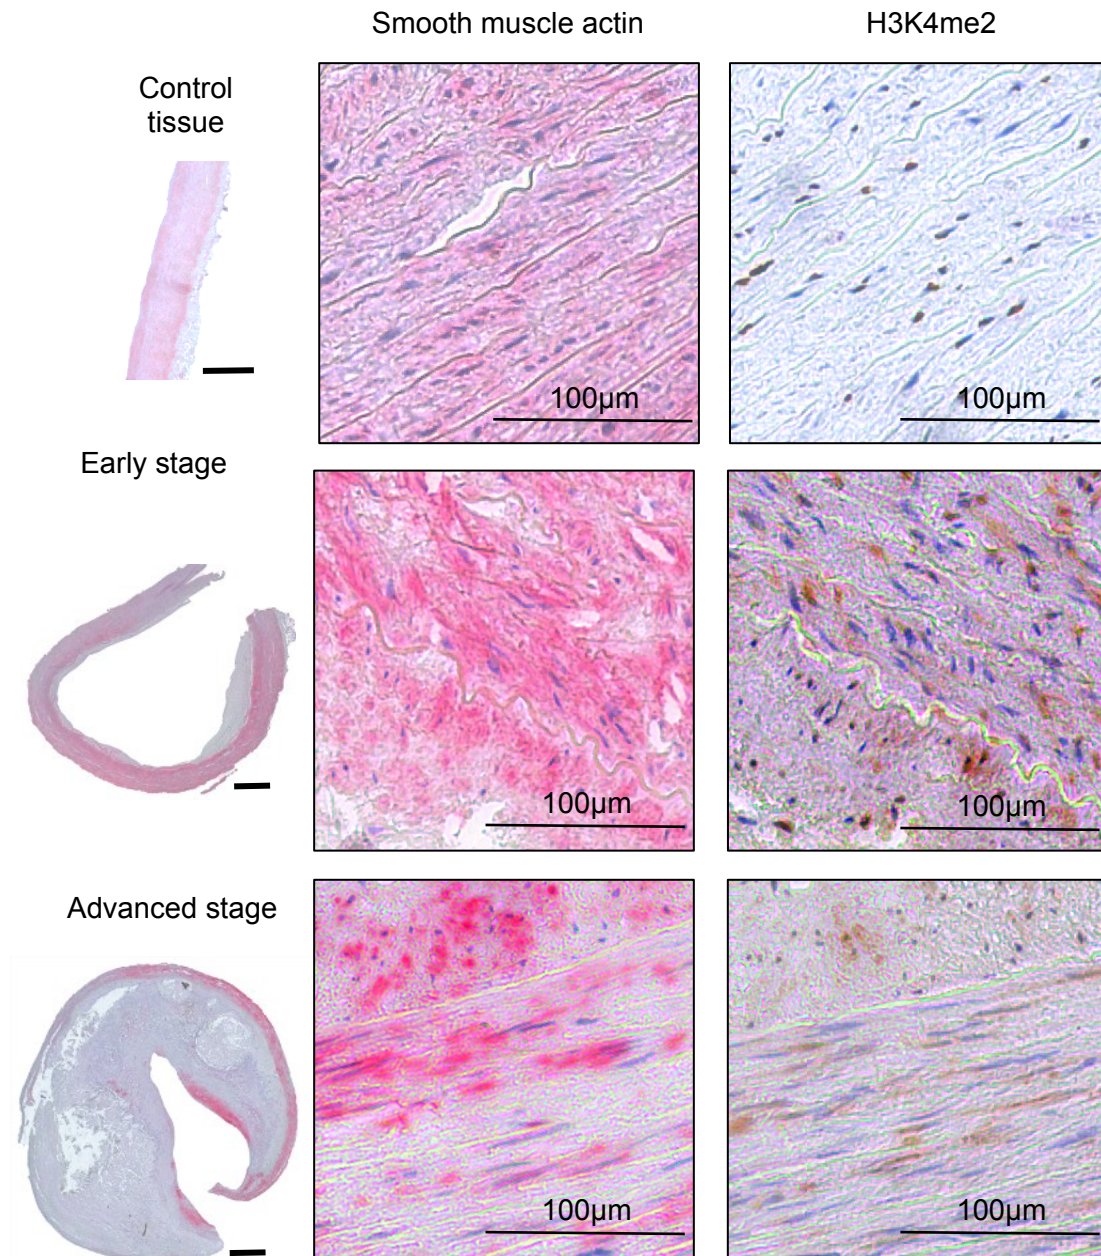 Smooth muscle actin
H3K4me2
Control
tissue
100µm
100µm
Early stage
100µm
100µm
Advanced stage
100µm
100µm